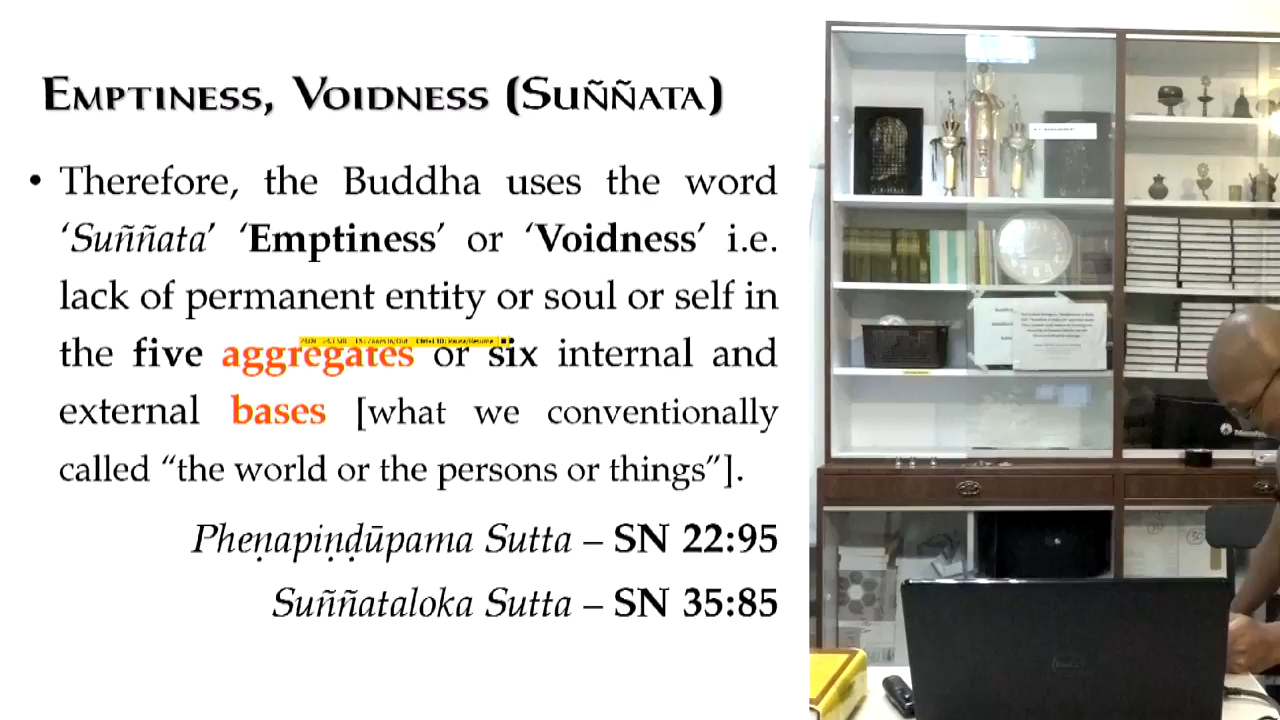 EMPTINESS, VOIDNESS (SUÑÑATA)
• Therefore, the Buddha uses the word
‘Suññata’ ‘Emptiness’ or ‘Voidness’ i.e.
lack of permanent entity or soul or self in
the five aggregates or six internal and
external bases [what we conventionally
called “the world or the persons or things”].
Pheṇapiṇḍūpama Sutta – SN 22:95
Suññataloka Sutta – SN 35:85